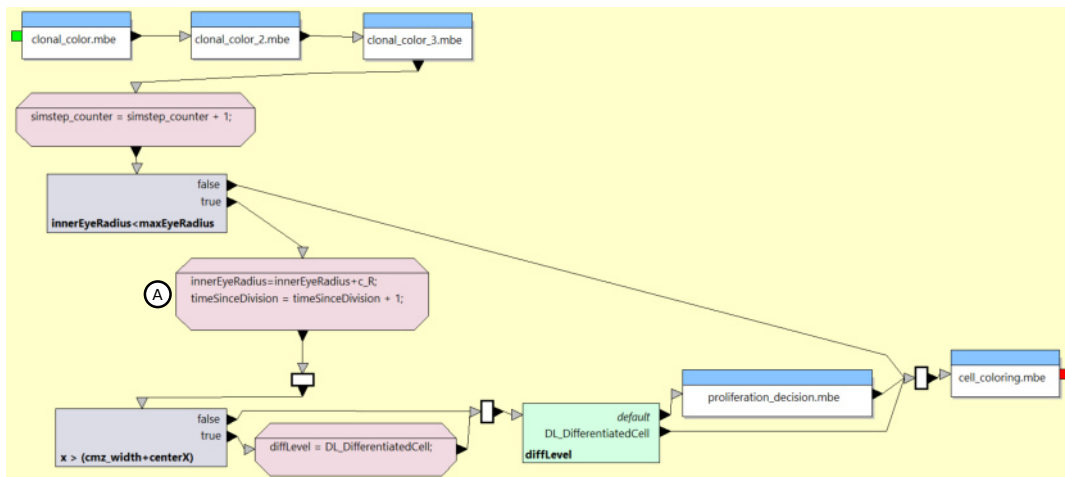 clonal_color.mbe
clonal_color_2.mbe
clonal_color_3.mbe
simstep_counter = simstep_counter + 1;
false
true
innerEyeRadius<maxEyeRadius
A
innerEyeRadius=innerEyeRadius+c_R;
timeSinceDivision = timeSinceDivision + 1;
false
true
x > (cmz_width+centerX)
diffLevel = DL_DifferentiatedCell;
default
DL_DifferentiatedCell
diffLevel
proliferation_decision.mbe
cell_coloring.mbe